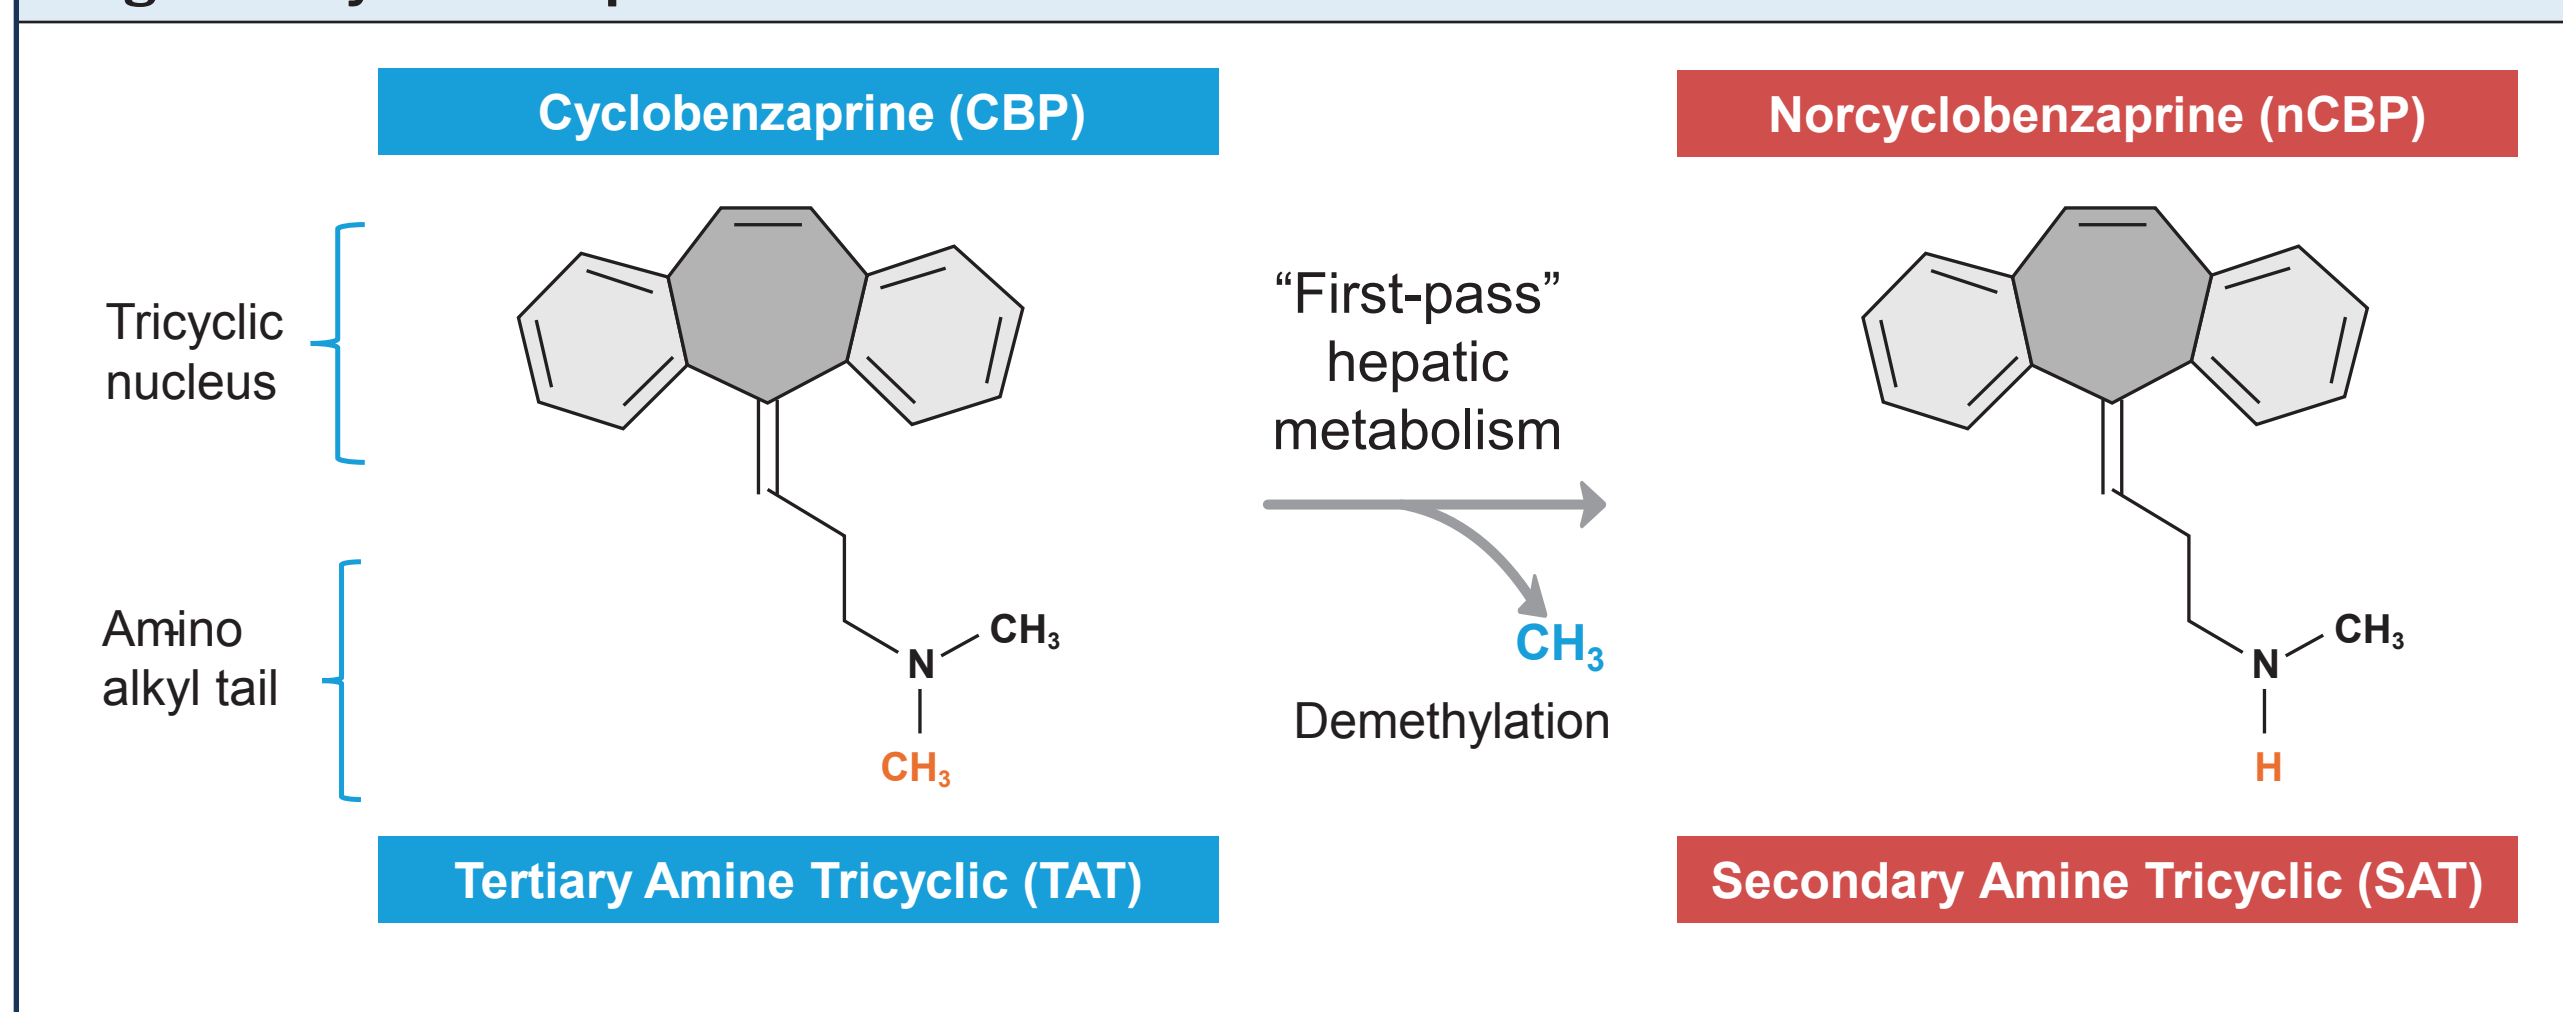 Cyclobenzaprine (CBP)
Norcyclobenzaprine (nCBP)
Tricyclic
nucleus
"First-pass"
hepatic
metabolism
Amino
alkyl tail
N
CH₃
CH₃
CH₃
Demethylation
N
CH₃
H
Tertiary Amine Tricyclic (TAT)
Secondary Amine Tricyclic (SAT)